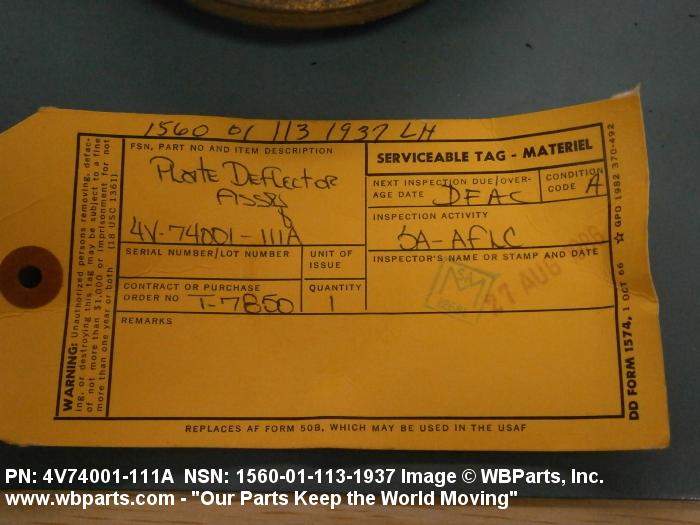 1560 01 113 1937 LH
FSN, PART NO AND ITEM DESCRIPTION
Plate Deflector
Assy
4V-74001-111A
SERIAL NUMBER/LOT NUMBER
UNIT OF
ISSUE
CONTRACT OR PURCHASE
ORDER NO T-7850
QUANTITY
1
SERVICEABLE TAG - MATERIEL
NEXT INSPECTION DUE/OVER-
AGE DATE DFAC
CONDITION
CODE A
INSPECTION ACTIVITY
SA-AFLC
INSPECTOR'S NAME OR STAMP AND DATE
SA
27 AUG
REMARKS
REPLACES AF FORM 50B, WHICH MAY BE USED IN THE USAF
WARNING: Unauthorized persons removing, defac-
ing, or destroying this tag may be subject to a fine
of not more than $1,000 or imprisonment for not
more than one year or both (18 USC 1361)
DD FORM 1574, 1 OCT 66 ☆ GPO 1982 370-492
PN: 4V74001-111A NSN: 1560-01-113-1937 Image © WBParts, Inc.
www.wbparts.com - "Our Parts Keep the World Moving"